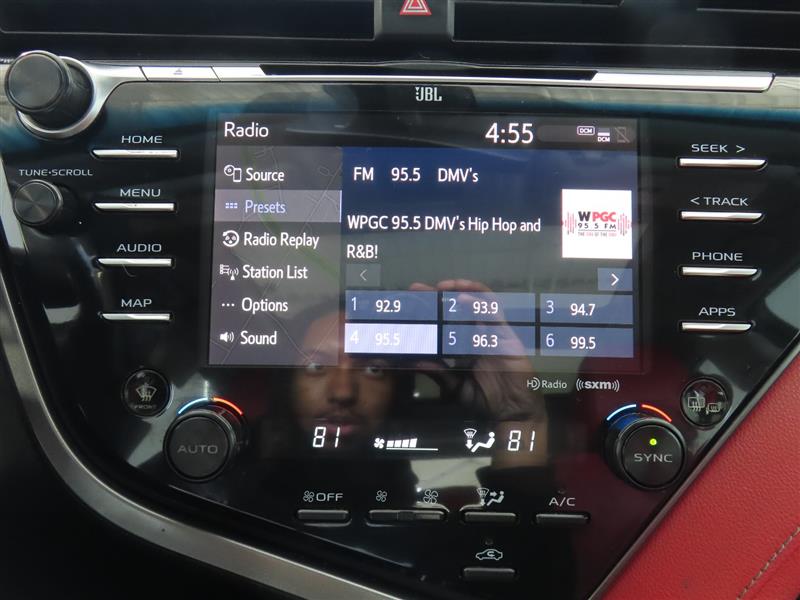 JBL
Radio
4:55
DCM
DCM
HOME
TUNE•SCROLL
MENU
AUDIO
MAP
Source
Presets
Radio Replay
Station List
Options
Sound
FM 95.5 DMV's
WPGC 95.5 DMV's Hip Hop and
R&B!
WPGC
95.5 FM
1 92.9
2 93.9
3 94.7
4 95.5
5 96.3
6 99.5
SEEK >
< TRACK
PHONE
APPS
HD Radio
((sxm))
FRONT
AUTO
81
81
SYNC
OFF
A/C